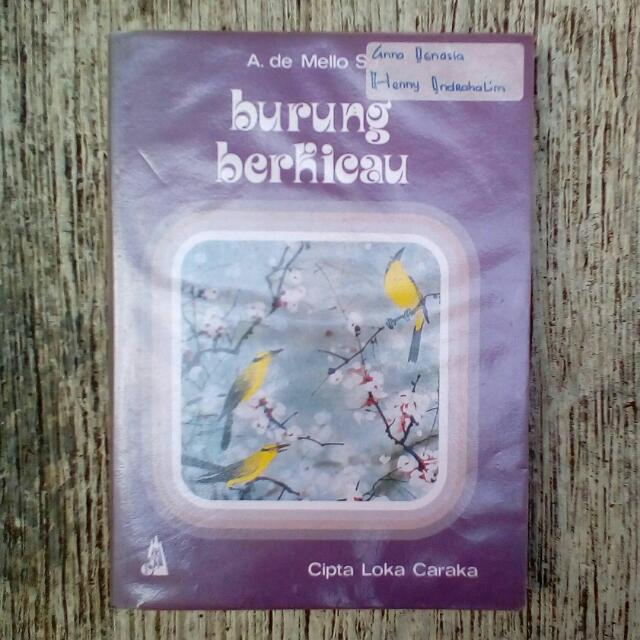 A. de Mello S
Anna Denasia
Henny Indrahalim
burung
berkicau
Cipta Loka Caraka